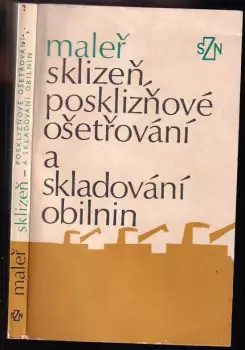 maleř
sklizeň
posklizňové
ošetřování
a
skladování
obilnin
SZN
maleř sklizeň – POSKLIZŇOVÉ OŠETŘOVÁNÍ
A SKLADOVÁNÍ OBILNIN
SZN